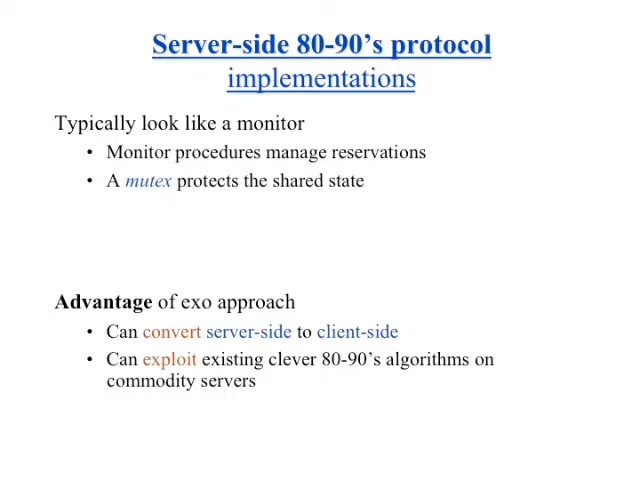 Server-side 80-90’s protocol
implementations
Typically look like a monitor
• Monitor procedures manage reservations
• A mutex protects the shared state
Advantage of exo approach
• Can convert server-side to client-side
• Can exploit existing clever 80-90’s algorithms on
commodity servers